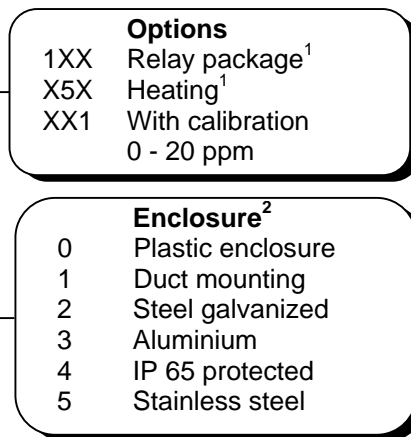 Options
1XX Relay package¹
X5X Heating¹
XX1 With calibration
0 - 20 ppm
Enclosure²
0 Plastic enclosure
1 Duct mounting
2 Steel galvanized
3 Aluminium
4 IP 65 protected
5 Stainless steel